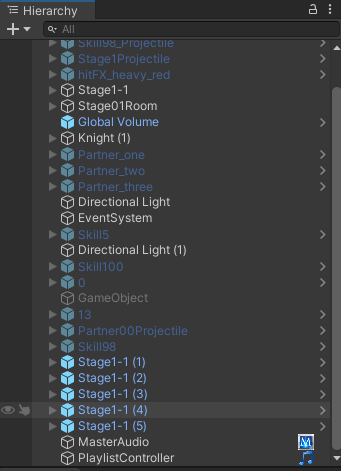 Hierarchy
All
Skill98_Projectile
Stage1Projectile
hitFX_heavy_red
Stage1-1
Stage01Room
Global Volume
Knight (1)
Partner_one
Partner_two
Partner_three
Directional Light
EventSystem
Skill5
Directional Light (1)
Skill100
0
GameObject
13
Partner00Projectile
Skill98
Stage1-1 (1)
Stage1-1 (2)
Stage1-1 (3)
Stage1-1 (4)
Stage1-1 (5)
MasterAudio
PlaylistController